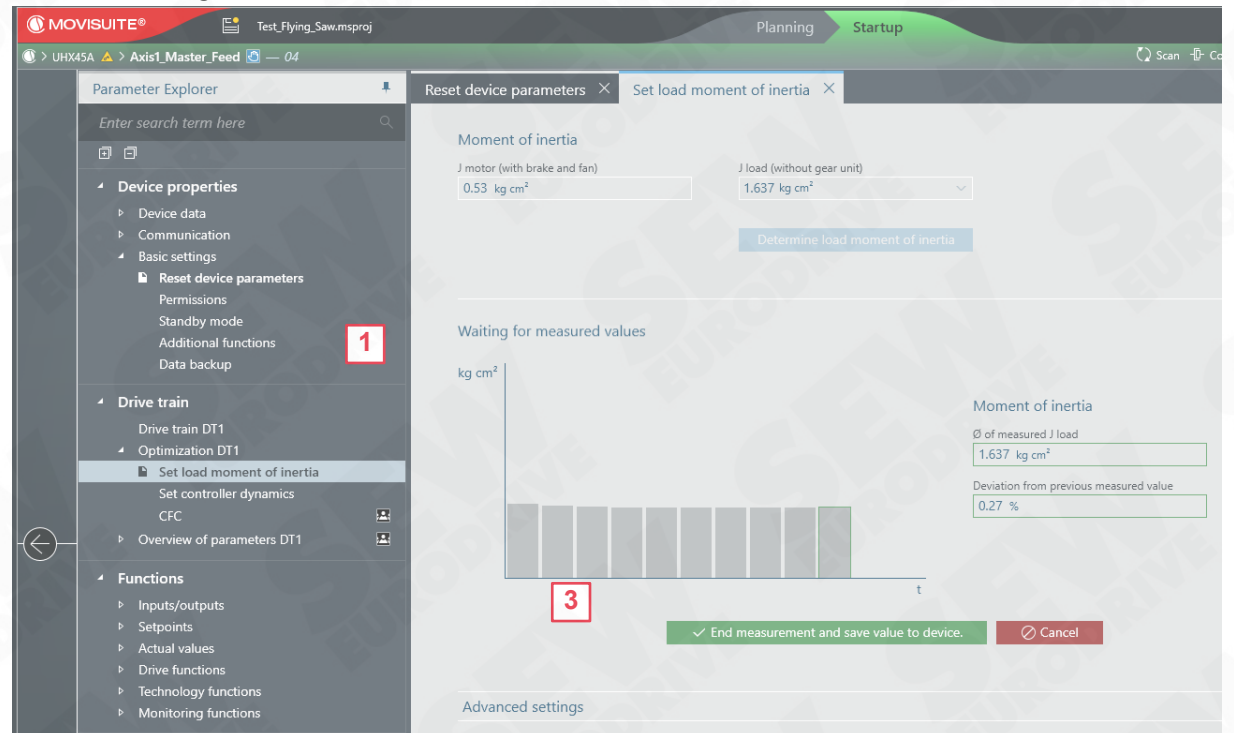 MOVISUITE® Test_Flying_Saw.msproj Planning Startup
> UHX45A > Axis1_Master_Feed — 04 Scan Co
Parameter Explorer
Reset device parameters Set load moment of inertia
Enter search term here
Device properties
Device data
Communication
Basic settings
Reset device parameters
Permissions
Standby mode
Additional functions
Data backup
1
Drive train
Drive train DT1
Optimization DT1
Set load moment of inertia
Set controller dynamics
CFC
Overview of parameters DT1
Functions
Inputs/outputs
Setpoints
Actual values
Drive functions
Technology functions
Monitoring functions
Moment of inertia
J motor (with brake and fan) J load (without gear unit)
0.53 kg cm² 1.637 kg cm²
Determine load moment of inertia
Waiting for measured values
kg cm²
t
3
Moment of inertia
Ø of measured J load
1.637 kg cm²
Deviation from previous measured value
0.27 %
End measurement and save value to device. Cancel
Advanced settings
SEW
EURODRIVE